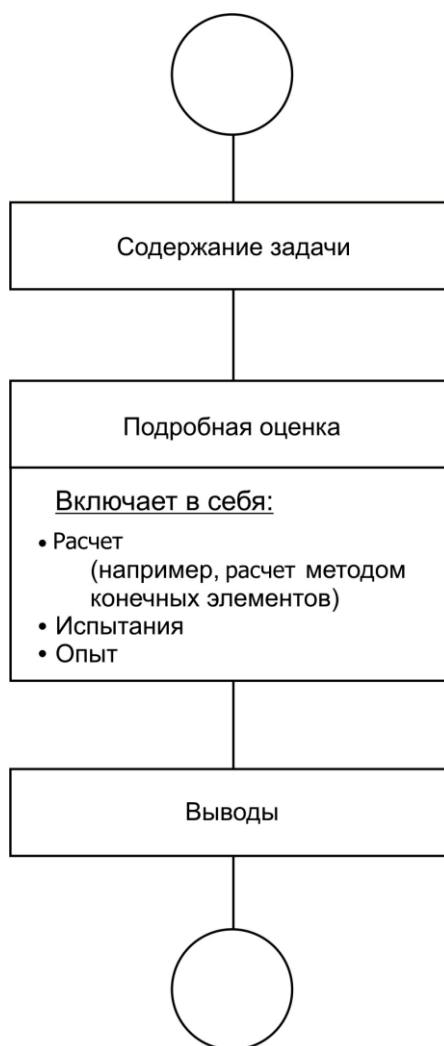 Содержание задачи
Подробная оценка
Включает в себя:
• Расчет
(например, расчет методом
конечных элементов)
• Испытания
• Опыт
Выводы